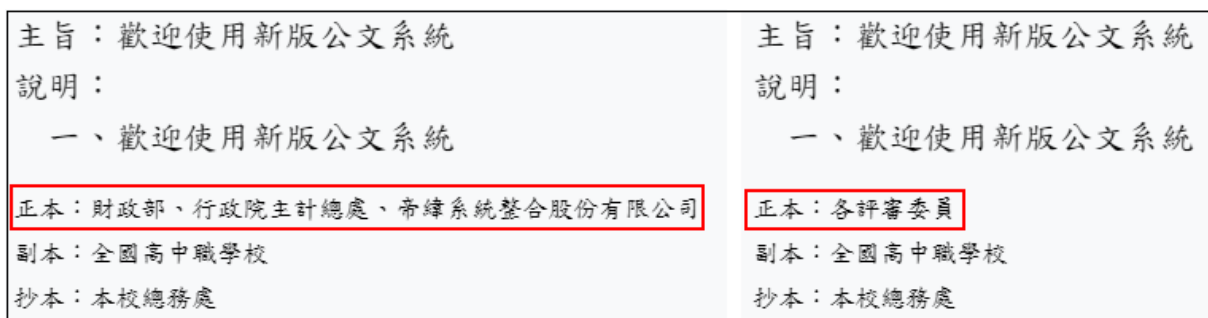 主旨：歡迎使用新版公文系統
說明：
一、歡迎使用新版公文系統
正本：財政部、行政院主計總處、帝緯系統整合股份有限公司
副本：全國高中職學校
抄本：本校總務處
主旨：歡迎使用新版公文系統
說明：
一、歡迎使用新版公文系統
正本：各評審委員
副本：全國高中職學校
抄本：本校總務處